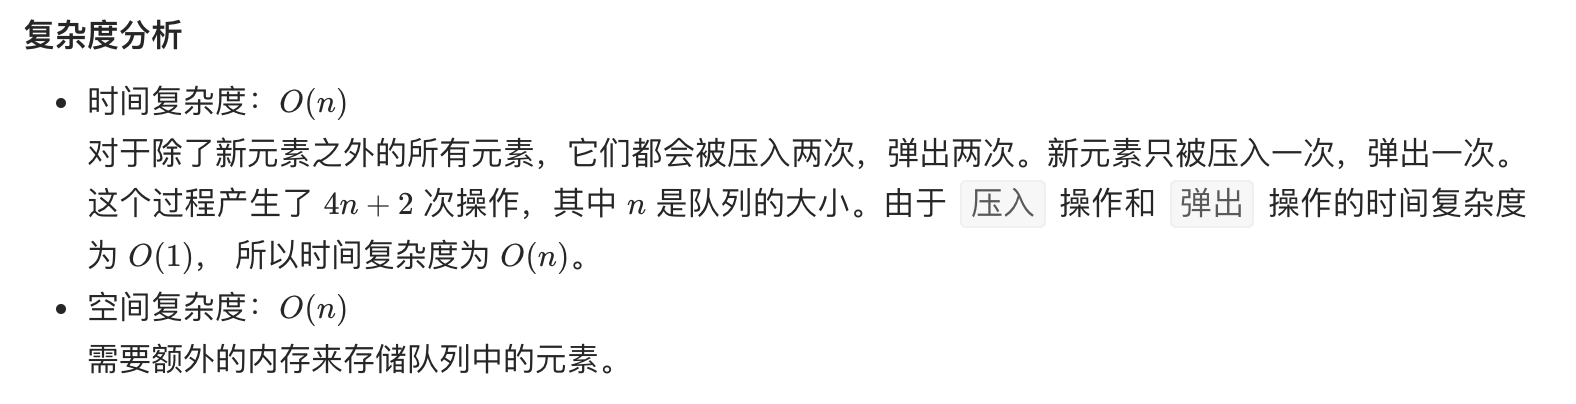 复杂度分析
• 时间复杂度：O(n)
对于除了新元素之外的所有元素，它们都会被压入两次，弹出两次。新元素只被压入一次，弹出一次。
这个过程产生了 4n + 2 次操作，其中 n 是队列的大小。由于 压入 操作和 弹出 操作的时间复杂度
为 O(1)， 所以时间复杂度为 O(n)。
• 空间复杂度：O(n)
需要额外的内存来存储队列中的元素。